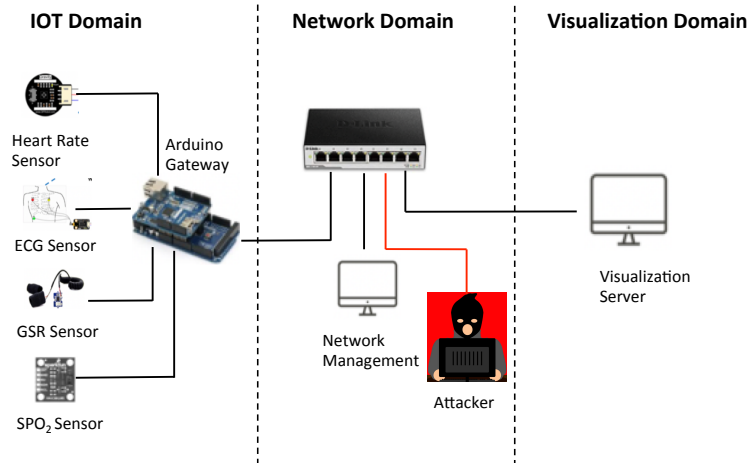 IOT Domain
Network Domain
Visualization Domain
Heart Rate
Sensor
Arduino
Gateway
D-Link
ECG Sensor
GSR Sensor
SPO₂ Sensor
Network
Management
Attacker
Visualization
Server